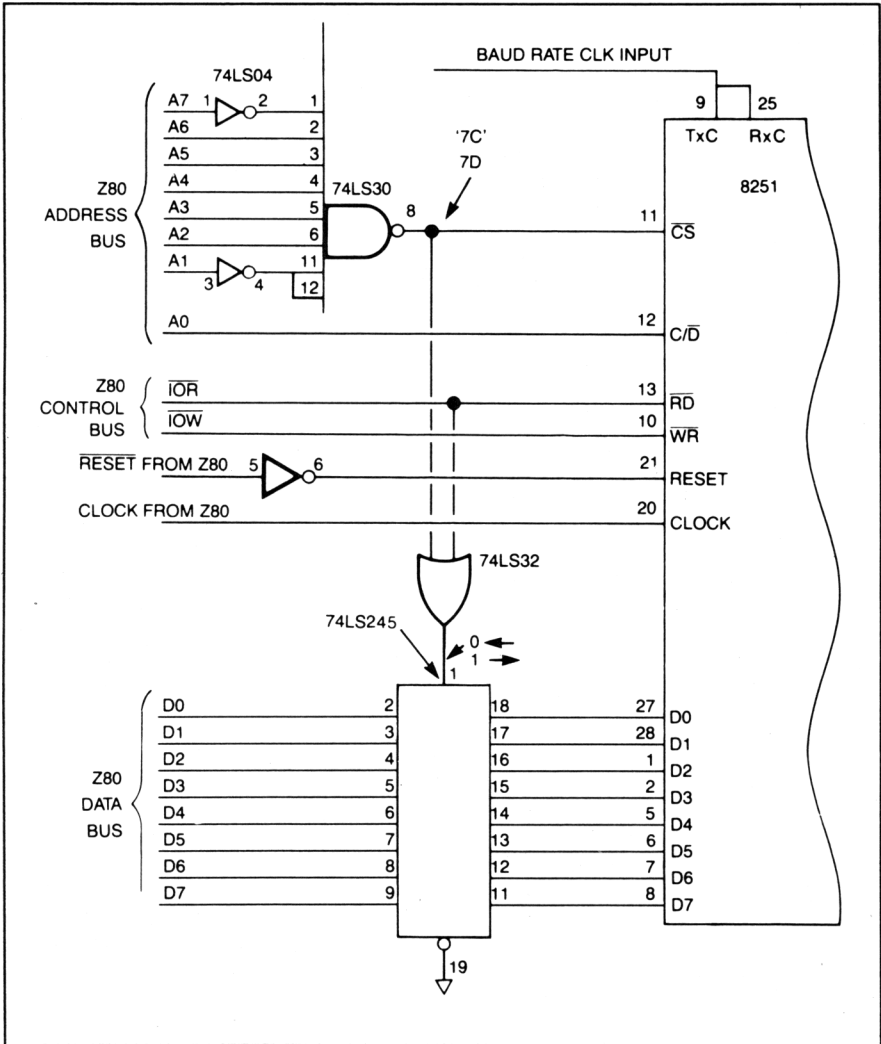 BAUD RATE CLK INPUT
74LS04
9 25
TxC RxC
8251
A7 1 2 1
A6 2
A5 3
A4 4
A3 5
A2 6
A1 3 4 11
12
Z80
ADDRESS
BUS
74LS30
8
'7C'
7D
11 CS
A0 12 C/D
Z80
CONTROL
BUS
IOR 13 RD
IOW 10 WR
RESET FROM Z80 5 6 21 RESET
CLOCK FROM Z80 20 CLOCK
74LS32
74LS245
0
1
1
Z80
DATA
BUS
D0 2 18 27 D0
D1 3 17 28 D1
D2 4 16 1 D2
D3 5 15 2 D3
D4 6 14 5 D4
D5 7 13 6 D5
D6 8 12 7 D6
D7 9 11 8 D7
19